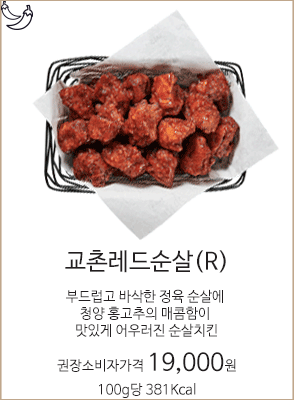 교촌레드순살(R)
부드럽고 바삭한 정육 순살에
청양 홍고추의 매콤함이
맛있게 어우러진 순살치킨
권장소비자가격 19,000원
100g당 381Kcal